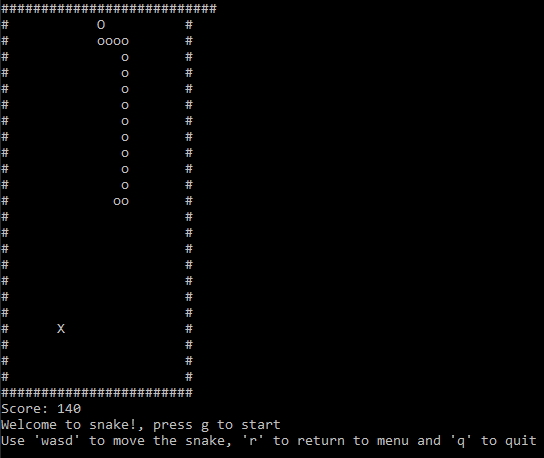 ###########################
#           O          #
#           oooo       #
#              o       #
#              o       #
#              o       #
#              o       #
#              o       #
#              o       #
#              o       #
#              o       #
#              o       #
#             oo       #
#                      #
#                      #
#                      #
#                      #
#                      #
#                      #
#                      #
#      X               #
#                      #
#                      #
#                      #
########################
Score: 140
Welcome to snake!, press g to start
Use 'wasd' to move the snake, 'r' to return to menu and 'q' to quit